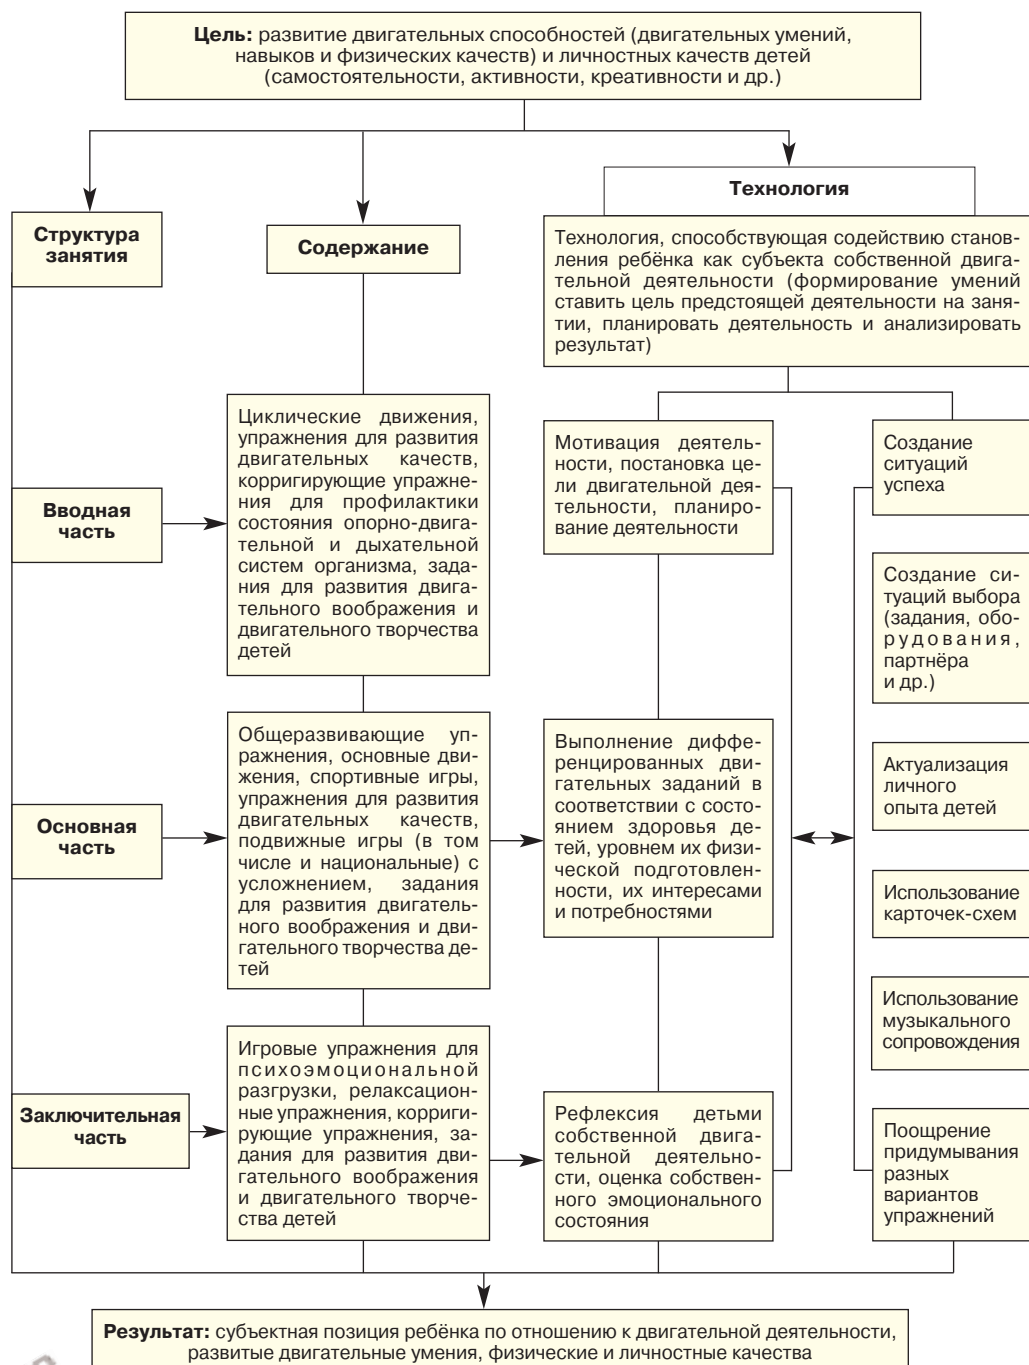 Цель: развитие двигательных способностей (двигательных умений,
навыков и физических качеств) и личностных качеств детей
(самостоятельности, активности, креативности и др.)
Структура
занятия
Содержание
Технология
Технология, способствующая содействию становления
ления ребёнка как субъекта собственной двига-
тельной деятельности (формирование умений
ставить цель предстоящей деятельности на заня-
тии, планировать деятельность и анализировать
результат)
Вводная
часть
Циклические движения,
упражнения для развития
двигательных качеств,
корригирующие упражне-
ния для профилактики
состояния опорно-двига-
тельной и дыхательной
систем организма, зада-
ния для развития двига-
тельного воображения и
двигательного творчества
детей
Мотивация деятель-
ности, постановка це-
ли двигательной дея-
тельности, планиро-
вание деятельности
Создание
ситуаций
успеха
Создание си-
туаций выбора
(задания, обо-
рудования,
партнёра
и др.)
Основная
часть
Общеразвивающие уп-
ражнения, основные дви-
жения, спортивные игры,
упражнения для развития
двигательных качеств,
подвижные игры (в том
числе и национальные) с
усложнением, задания
для развития двигатель-
ного воображения и дви-
гательного творчества де-
тей
Выполнение диффе-
ренцированных дви-
гательных заданий в
соответствии с состо-
янием здоровья де-
тей, уровнем их физи-
ческой подготовлен-
ности, их интересами
и потребностями
Актуализация
личного
опыта детей
Использование
карточек-схем
Использование
музыкального
сопровождения
Заключительная
часть
Игровые упражнения для
психоэмоциональной
разгрузки, релаксацион-
ные упражнения, корриги-
рующие упражнения, за-
дания для развития дви-
гательного воображения
и двигательного творче-
ства детей
Рефлексия детьми
собственной двига-
тельной деятельно-
сти, оценка собствен-
ного эмоционального
состояния
Поощрение
придумывания
разных
вариантов
упражнений
Результат: субъектная позиция ребёнка по отношению к двигательной деятельности,
развитые двигательные умения, физические и личностные качества